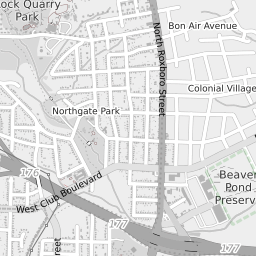 ock Quarry
Park
Bon Air Avenue
North Roxboro Street
Colonial Village
Northgate Park
176
West Club Boulevard
Beaver
Pond
Preserv
177
177
treet